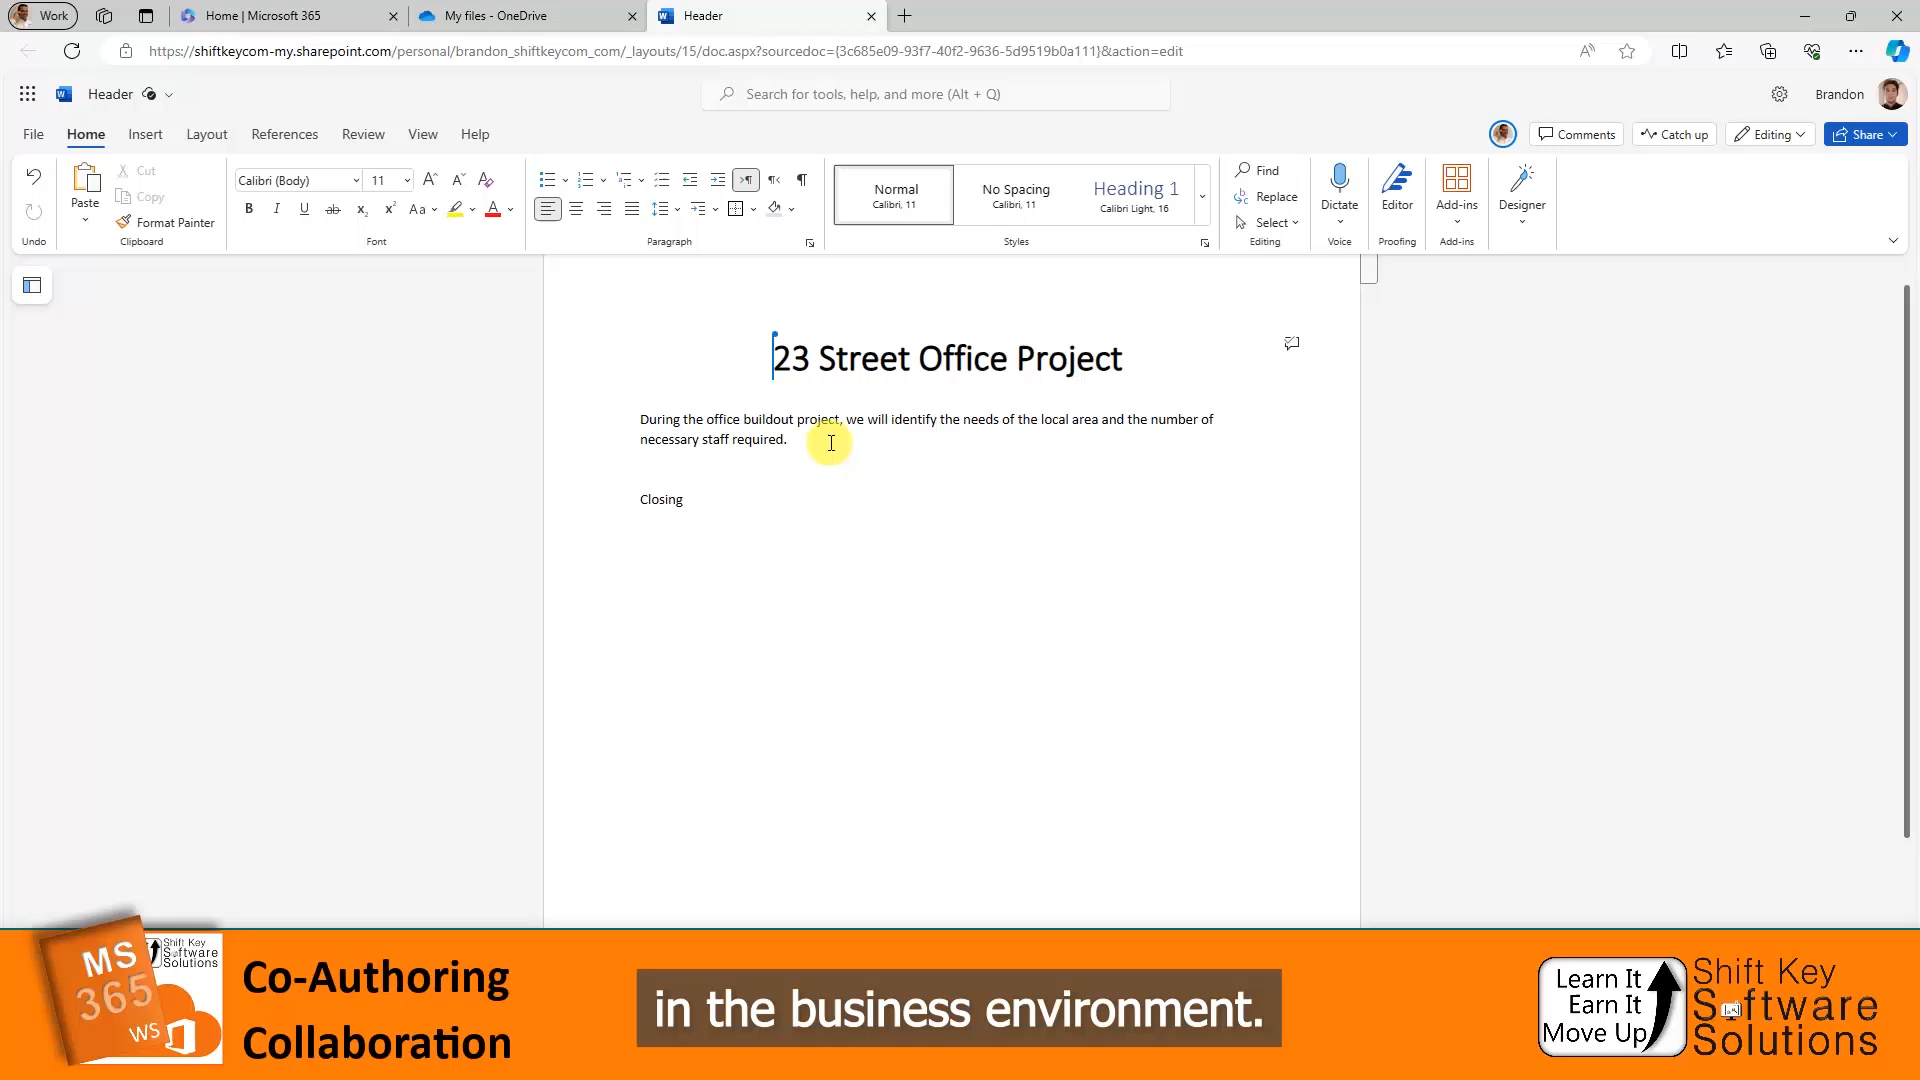 Work
Home | Microsoft 365
My files - OneDrive
Header
https://shiftkeycom-my.sharepoint.com/personal/brandon_shiftkeycom_com/_layouts/15/doc.aspx?sourcedoc={3c685e09-93f7-40f2-9636-5d9519b0a111}&action=edit
Header
Search for tools, help, and more (Alt + Q)
Brandon
File Home Insert Layout References Review View Help
Comments Catch up Editing Share
Paste
Cut
Copy
Format Painter
Calibri (Body) 11
B I U ab x₂ x² Aa A
Normal
Calibri, 11
No Spacing
Calibri, 11
Heading 1
Calibri Light, 16
Find
Replace
Select
Dictate
Editor
Add-ins
Designer
Undo Clipboard Font Paragraph Styles Editing Voice Proofing Add-ins
23 Street Office Project
During the office buildout project, we will identify the needs of the local area and the number of
necessary staff required.
Closing
MS
365
WS
Shift Key
Software
Solutions
Co-Authoring
Collaboration
in the business environment.
Learn It
Earn It
Move Up
Shift Key
Software
Solutions